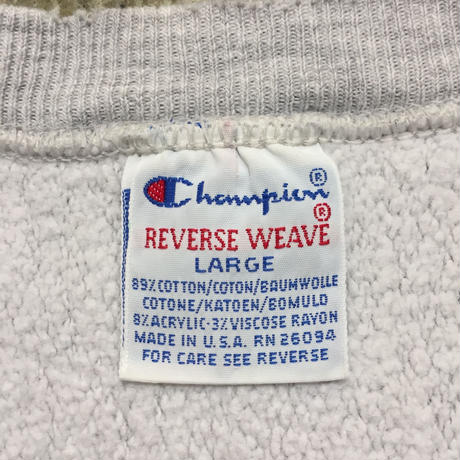 Champion®
REVERSE WEAVE®
LARGE
89% COTTON/COTON/BAUMWOLLE
COTONE/KATOEN/BOMULD
8% ACRYLIC·3% VISCOSE RAYON
MADE IN U.S.A. RN 26094
FOR CARE SEE REVERSE